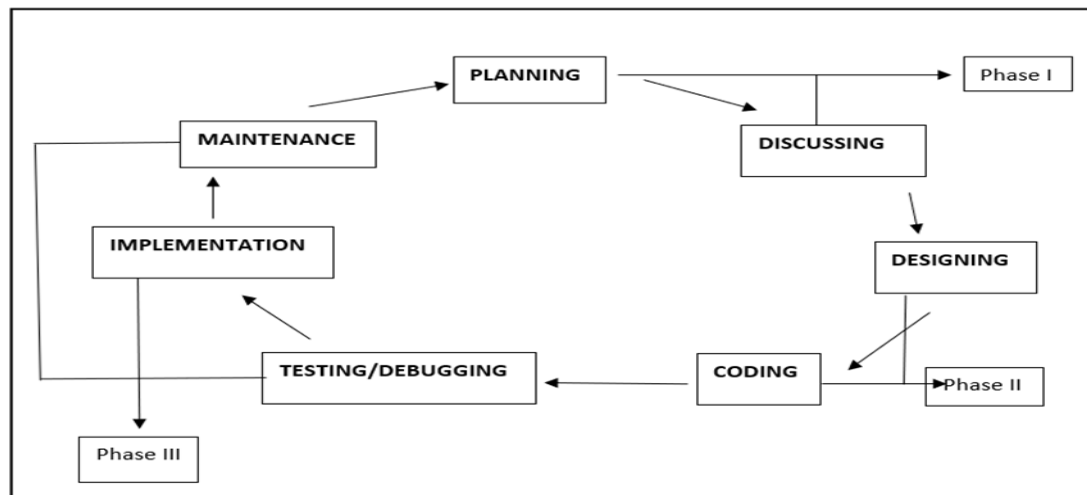 PLANNING
Phase I
MAINTENANCE
DISCUSSING
IMPLEMENTATION
DESIGNING
TESTING/DEBUGGING
CODING
Phase II
Phase III